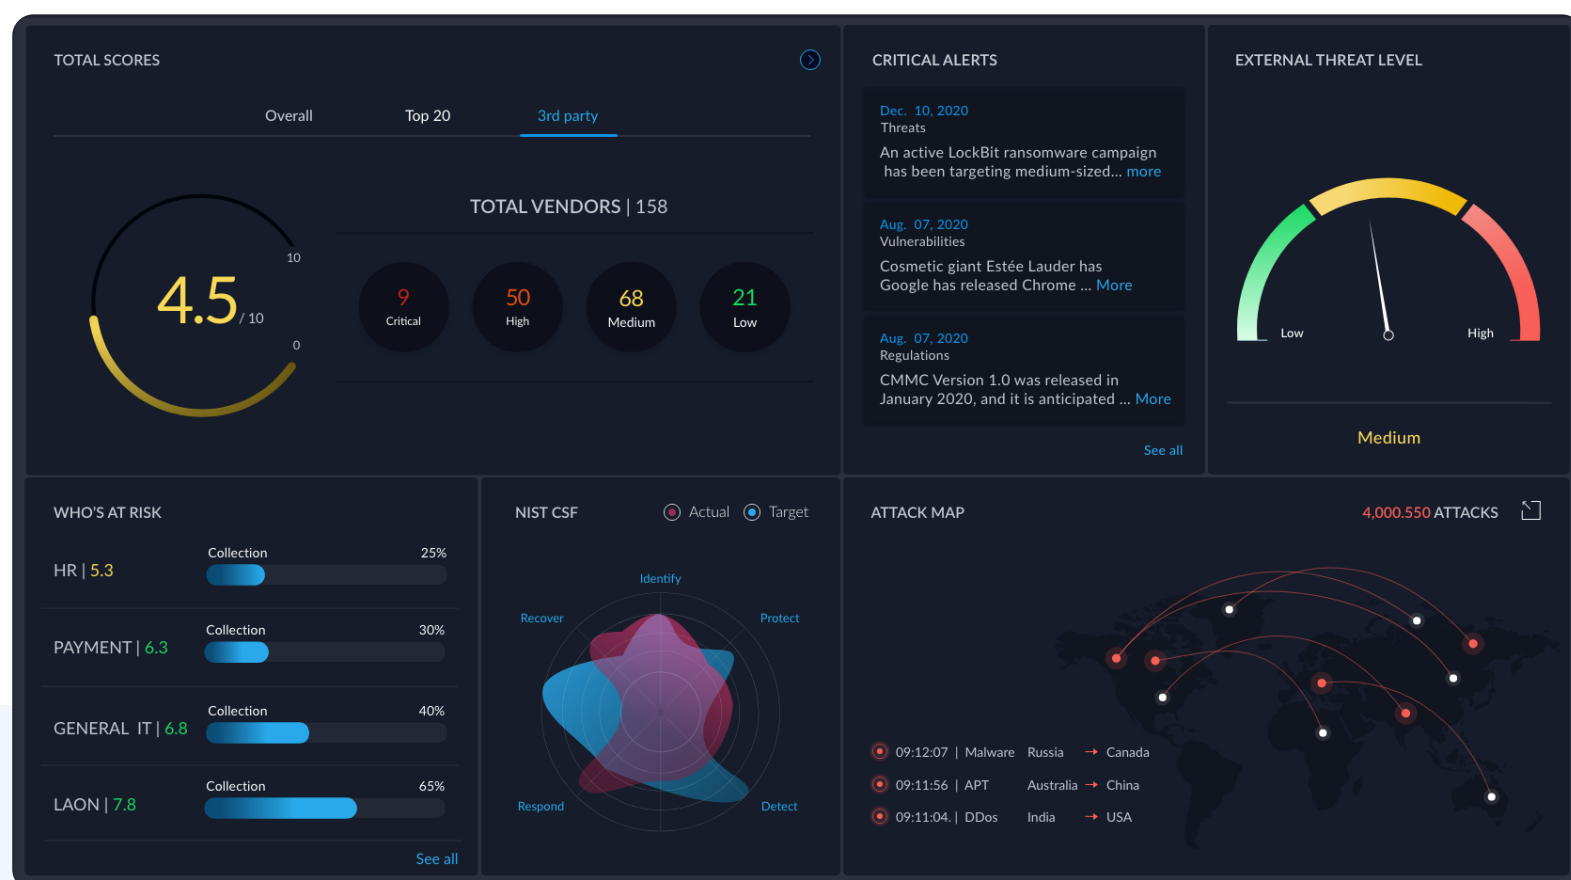 TOTAL SCORES
Overall Top 20 3rd party
4.5 / 10
10
0
TOTAL VENDORS | 158
9
Critical
50
High
68
Medium
21
Low
CRITICAL ALERTS
Dec. 10, 2020
Threats
An active LockBit ransomware campaign
has been targeting medium-sized... more
Aug. 07, 2020
Vulnerabilities
Cosmetic giant Estée Lauder has
Google has released Chrome ... More
Aug. 07, 2020
Regulations
CMMC Version 1.0 was released in
January 2020, and it is anticipated ... More
See all
EXTERNAL THREAT LEVEL
Low High
Medium
WHO'S AT RISK
HR | 5.3
Collection 25%
PAYMENT | 6.3
Collection 30%
GENERAL IT | 6.8
Collection 40%
LAON | 7.8
Collection 65%
See all
NIST CSF
Actual Target
Identify
Recover Protect
Respond Detect
ATTACK MAP
4,000.550 ATTACKS
09:12:07 | Malware Russia → Canada
09:11:56 | APT Australia → China
09:11:04. | DDos India → USA